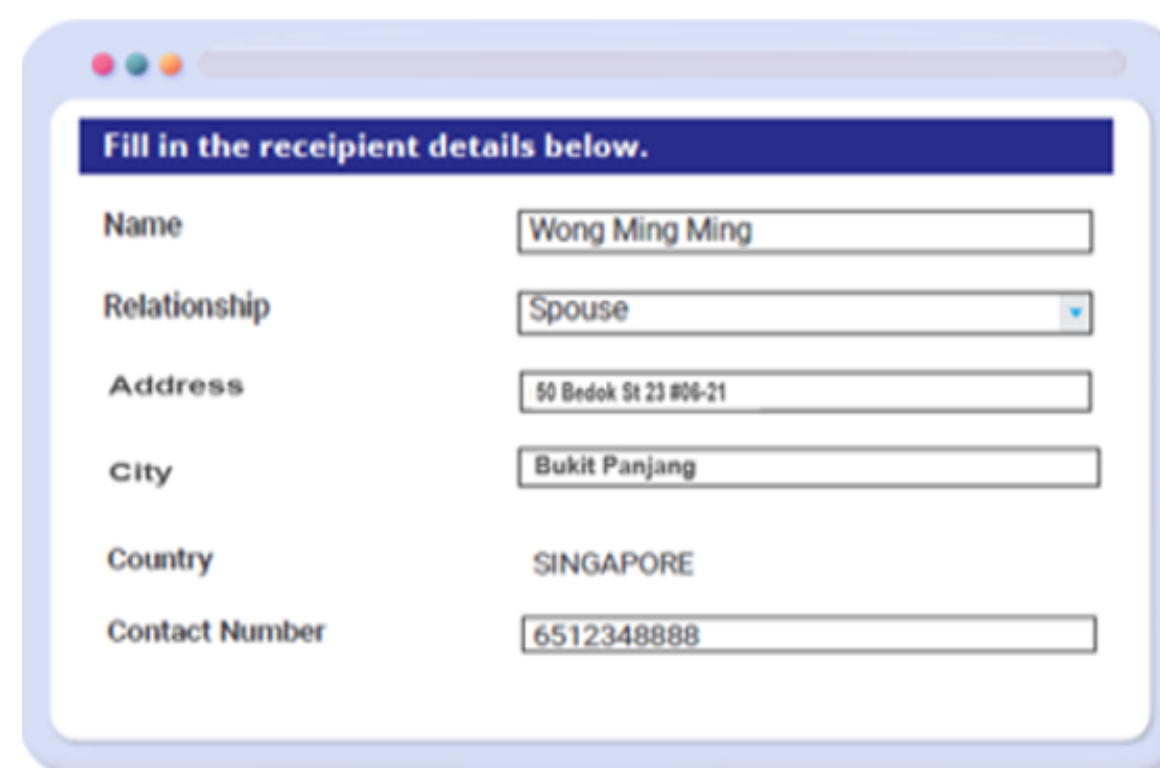 Fill in the receipient details below.
Name Wong Ming Ming
Relationship Spouse
Address 50 Bedok St 23 #06-21
City Bukit Panjang
Country SINGAPORE
Contact Number 6512348888